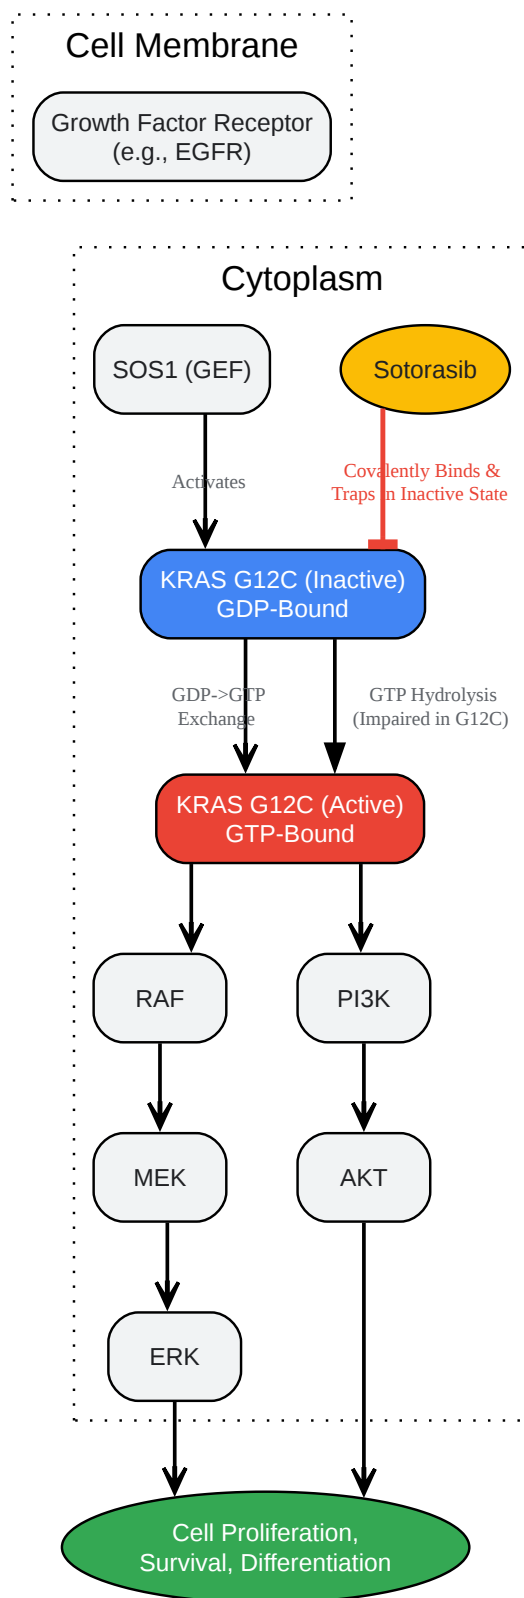 Cell Membrane
Growth Factor Receptor
(e.g., EGFR)
Cytoplasm
SOS1 (GEF)
Sotorasib
Activates
Covalently Binds &
Traps in Inactive State
KRAS G12C (Inactive)
GDP-Bound
GDP->GTP
Exchange
GTP Hydrolysis
(Impaired in G12C)
KRAS G12C (Active)
GTP-Bound
RAF
PI3K
MEK
AKT
ERK
Cell Proliferation,
Survival, Differentiation